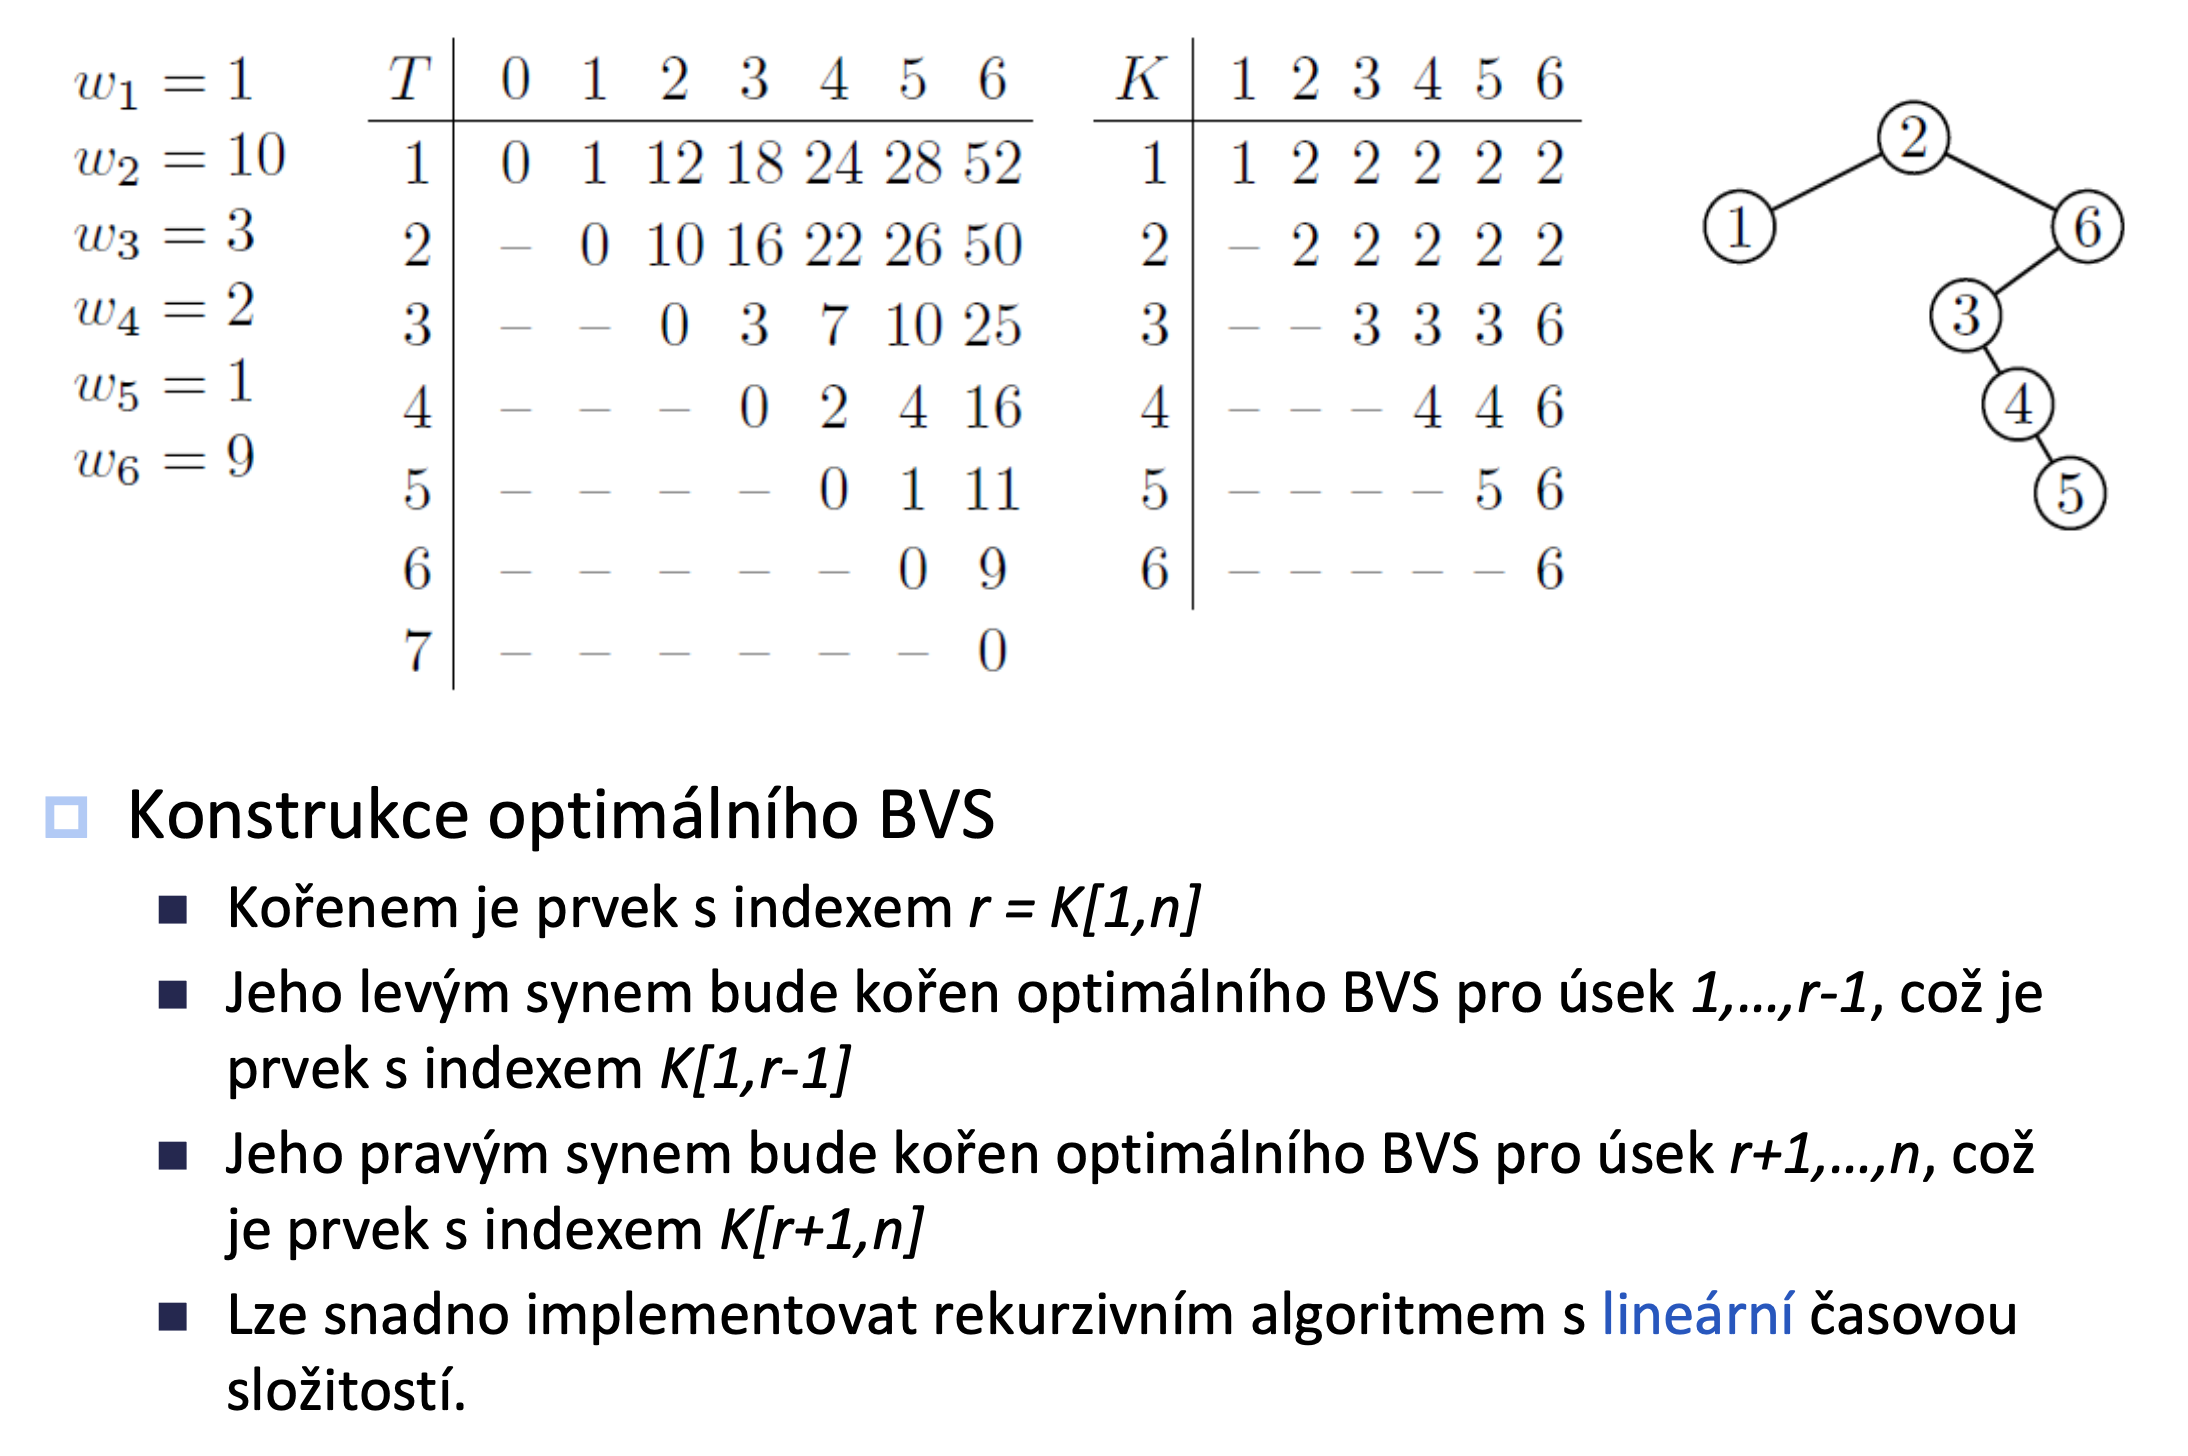 w₁ = 1
w₂ = 10
w₃ = 3
w₄ = 2
w₅ = 1
w₆ = 9
T 0 1 2 3 4 5 6
1 0 1 12 18 24 28 52
2 – 0 10 16 22 26 50
3 – – 0 3 7 10 25
4 – – – 0 2 4 16
5 – – – – 0 1 11
6 – – – – – 0 9
7 – – – – – – 0
K 1 2 3 4 5 6
1 1 2 2 2 2 2
2 – 2 2 2 2 2
3 – – 3 3 3 6
4 – – – 4 4 6
5 – – – – 5 6
6 – – – – – 6
2
1
6
3
4
5
Konstrukce optimálního BVS
Kořenem je prvek s indexem r = K[1,n]
Jeho levým synem bude kořen optimálního BVS pro úsek 1,…,r-1, což je
prvek s indexem K[1,r-1]
Jeho pravým synem bude kořen optimálního BVS pro úsek r+1,…,n, což
je prvek s indexem K[r+1,n]
Lze snadno implementovat rekurzivním algoritmem s lineární časovou
složitostí.